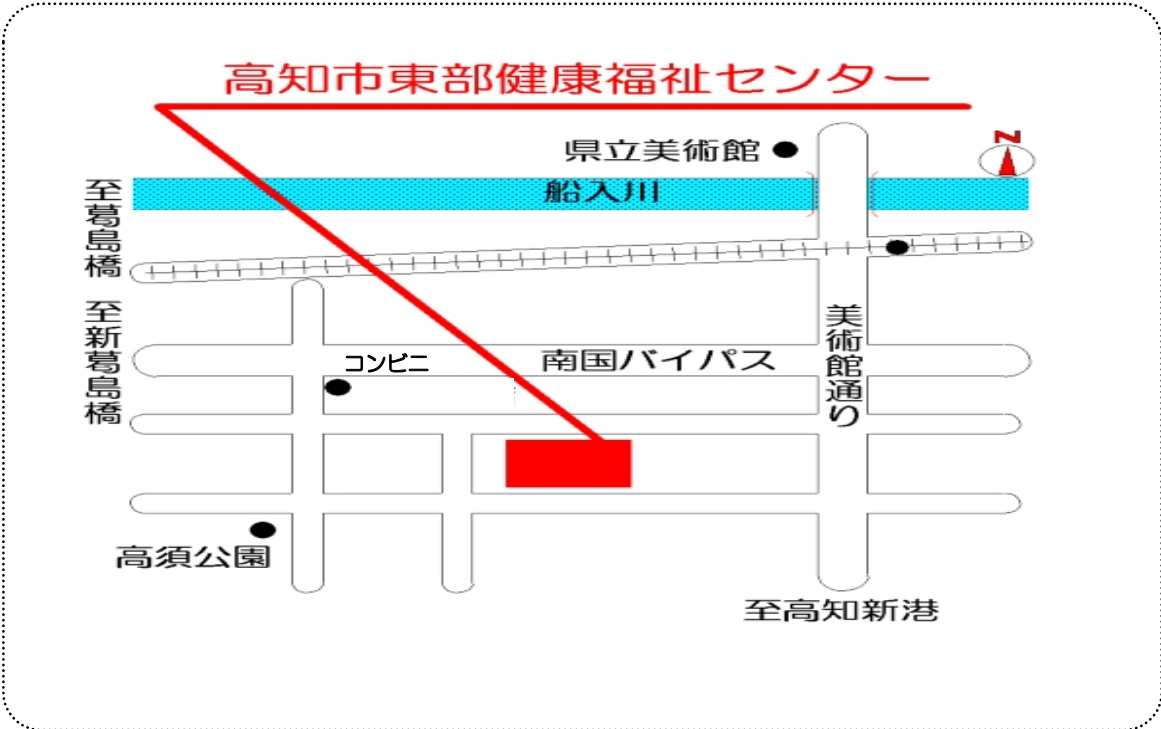 高知市東部健康福祉センター
県立美術館
N
船入川
至葛島橋
至新葛島橋
コンビニ
南国バイパス
美術館通り
高須公園
至高知新港